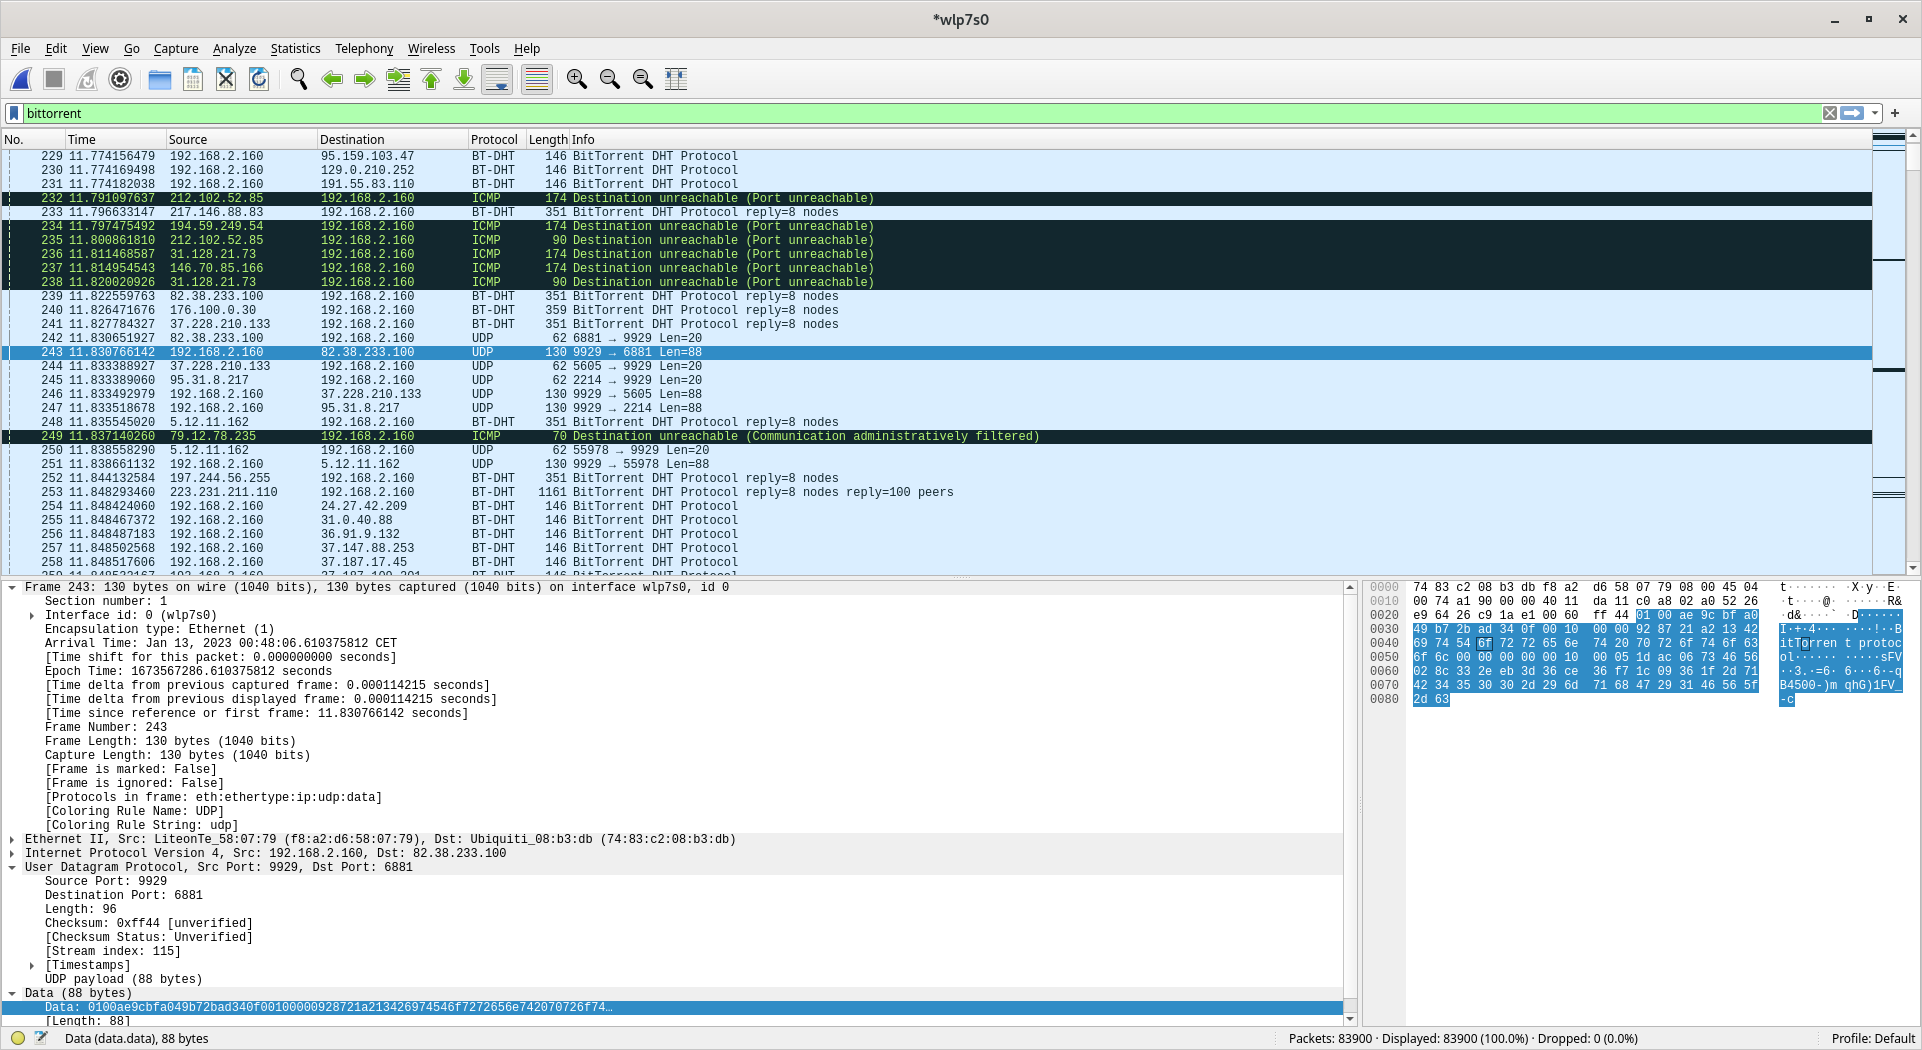 *wlp7s0
File Edit View Go Capture Analyze Statistics Telephony Wireless Tools Help
bittorrent
No. Time Source Destination Protocol Length Info
229 11.774156479 192.168.2.160 95.159.103.47 BT-DHT 146 BitTorrent DHT Protocol
230 11.774169498 192.168.2.160 129.0.210.252 BT-DHT 146 BitTorrent DHT Protocol
231 11.774182038 192.168.2.160 191.55.83.110 BT-DHT 146 BitTorrent DHT Protocol
232 11.791097637 212.102.52.85 192.168.2.160 ICMP 174 Destination unreachable (Port unreachable)
233 11.796633147 217.146.88.83 192.168.2.160 BT-DHT 351 BitTorrent DHT Protocol reply=8 nodes
234 11.797475492 194.59.249.54 192.168.2.160 ICMP 174 Destination unreachable (Port unreachable)
235 11.800861810 212.102.52.85 192.168.2.160 ICMP 90 Destination unreachable (Port unreachable)
236 11.811468587 31.128.21.73 192.168.2.160 ICMP 174 Destination unreachable (Port unreachable)
237 11.814954543 146.70.85.166 192.168.2.160 ICMP 174 Destination unreachable (Port unreachable)
238 11.820020926 31.128.21.73 192.168.2.160 ICMP 90 Destination unreachable (Port unreachable)
239 11.822559763 82.38.233.100 192.168.2.160 BT-DHT 351 BitTorrent DHT Protocol reply=8 nodes
240 11.826471676 176.100.0.30 192.168.2.160 BT-DHT 359 BitTorrent DHT Protocol reply=8 nodes
241 11.827784327 37.228.210.133 192.168.2.160 BT-DHT 351 BitTorrent DHT Protocol reply=8 nodes
242 11.830651927 82.38.233.100 192.168.2.160 UDP 62 6881 → 9929 Len=20
243 11.830766142 192.168.2.160 82.38.233.100 UDP 130 9929 → 6881 Len=88
244 11.833388927 37.228.210.133 192.168.2.160 UDP 62 5605 → 9929 Len=20
245 11.833389060 95.31.8.217 192.168.2.160 UDP 62 2214 → 9929 Len=20
246 11.833492979 192.168.2.160 37.228.210.133 UDP 130 9929 → 5605 Len=88
247 11.833518678 192.168.2.160 95.31.8.217 UDP 130 9929 → 2214 Len=88
248 11.835545020 5.12.11.162 192.168.2.160 BT-DHT 351 BitTorrent DHT Protocol reply=8 nodes
249 11.837140260 79.12.78.235 192.168.2.160 ICMP 70 Destination unreachable (Communication administratively filtered)
250 11.838558290 5.12.11.162 192.168.2.160 UDP 62 55978 → 9929 Len=20
251 11.838661132 192.168.2.160 5.12.11.162 UDP 130 9929 → 55978 Len=88
252 11.844132584 197.244.56.255 192.168.2.160 BT-DHT 351 BitTorrent DHT Protocol reply=8 nodes
253 11.848293460 223.231.211.110 192.168.2.160 BT-DHT 1161 BitTorrent DHT Protocol reply=8 nodes reply=100 peers
254 11.848424060 192.168.2.160 24.27.42.209 BT-DHT 146 BitTorrent DHT Protocol
255 11.848467372 192.168.2.160 31.0.40.88 BT-DHT 146 BitTorrent DHT Protocol
256 11.848487183 192.168.2.160 36.91.9.132 BT-DHT 146 BitTorrent DHT Protocol
257 11.848502568 192.168.2.160 37.147.88.253 BT-DHT 146 BitTorrent DHT Protocol
258 11.848517606 192.168.2.160 37.187.17.45 BT-DHT 146 BitTorrent DHT Protocol
Frame 243: 130 bytes on wire (1040 bits), 130 bytes captured (1040 bits) on interface wlp7s0, id 0
Section number: 1
Interface id: 0 (wlp7s0)
Encapsulation type: Ethernet (1)
Arrival Time: Jan 13, 2023 00:48:06.610375812 CET
[Time shift for this packet: 0.000000000 seconds]
Epoch Time: 1673567286.610375812 seconds
[Time delta from previous captured frame: 0.000114215 seconds]
[Time delta from previous displayed frame: 0.000114215 seconds]
[Time since reference or first frame: 11.830766142 seconds]
Frame Number: 243
Frame Length: 130 bytes (1040 bits)
Capture Length: 130 bytes (1040 bits)
[Frame is marked: False]
[Frame is ignored: False]
[Protocols in frame: eth:ethertype:ip:udp:data]
[Coloring Rule Name: UDP]
[Coloring Rule String: udp]
Ethernet II, Src: LiteonTe_58:07:79 (f8:a2:d6:58:07:79), Dst: Ubiquiti_08:b3:db (74:83:c2:08:b3:db)
Internet Protocol Version 4, Src: 192.168.2.160, Dst: 82.38.233.100
User Datagram Protocol, Src Port: 9929, Dst Port: 6881
Source Port: 9929
Destination Port: 6881
Length: 96
Checksum: 0xff44 [unverified]
[Checksum Status: Unverified]
[Stream index: 115]
[Timestamps]
UDP payload (88 bytes)
Data (88 bytes)
Data: 0100ae9cbfa049b72bad340f00100000928721a213426974546f7272656e742070726f74…
[Length: 88]
0000 74 83 c2 08 b3 db f8 a2 d6 58 07 79 08 00 45 04 t······· ·X·y··E·
0010 00 74 a1 90 00 00 40 11 da 11 c0 a8 02 a0 52 26 ·t····@· ······R&
0020 e9 64 26 c9 1a e1 00 60 ff 44 01 00 ae 9c bf a0 ·d&····` ·D······
0030 49 b7 2b ad 34 0f 00 10 00 00 92 87 21 a2 13 42 I·+·4··· ····!··B
0040 69 74 54 6f 72 72 65 6e 74 20 70 72 6f 74 6f 63 itTorren t protoc
0050 6f 6c 00 00 00 00 00 10 00 05 1d ac 06 73 46 56 ol······ ·····sFV
0060 02 8c 33 2e eb 3d 36 ce 36 f7 1c 09 36 1f 2d 71 ··3.·=6· 6···6·-q
0070 42 34 35 30 30 2d 29 6d 71 68 47 29 31 46 56 5f B4500-)m qhG)1FV_
0080 2d 63 -c
Data (data.data), 88 bytes Packets: 83900 · Displayed: 83900 (100.0%) · Dropped: 0 (0.0%) Profile: Default